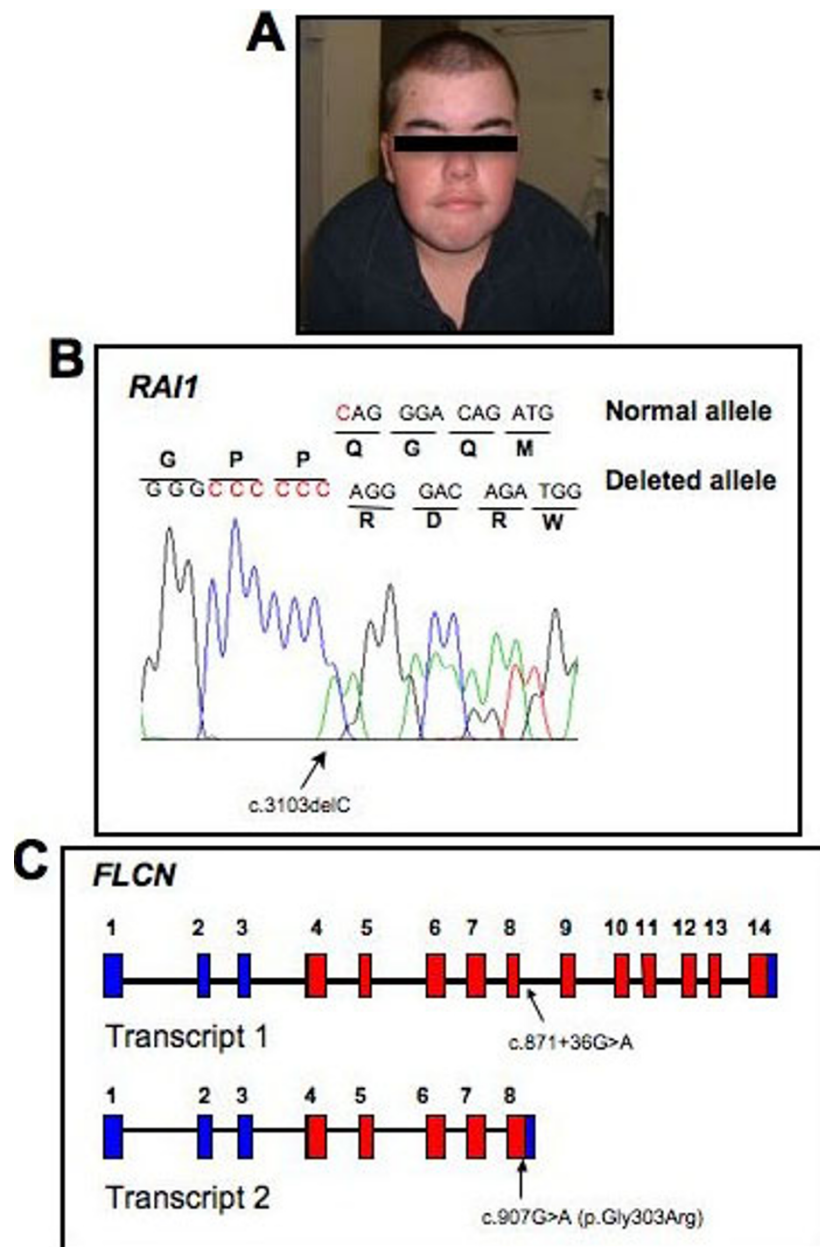 A
B
RAI1
CAG GGA CAG ATG Normal allele
Q G Q M
G P P
GGG CCC CCC AGG GAC AGA TGG Deleted allele
R D R W
c.3103delC
C
FLCN
1 2 3 4 5 6 7 8 9 10 11 12 13 14
Transcript 1
c.871+36G>A
1 2 3 4 5 6 7 8
Transcript 2
c.907G>A (p.Gly303Arg)